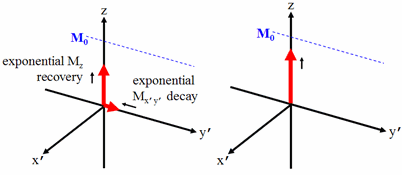 z
M₀
exponential Mz
recovery
exponential
Mx′y′ decay
y′
x′
z
M₀
y′
x′